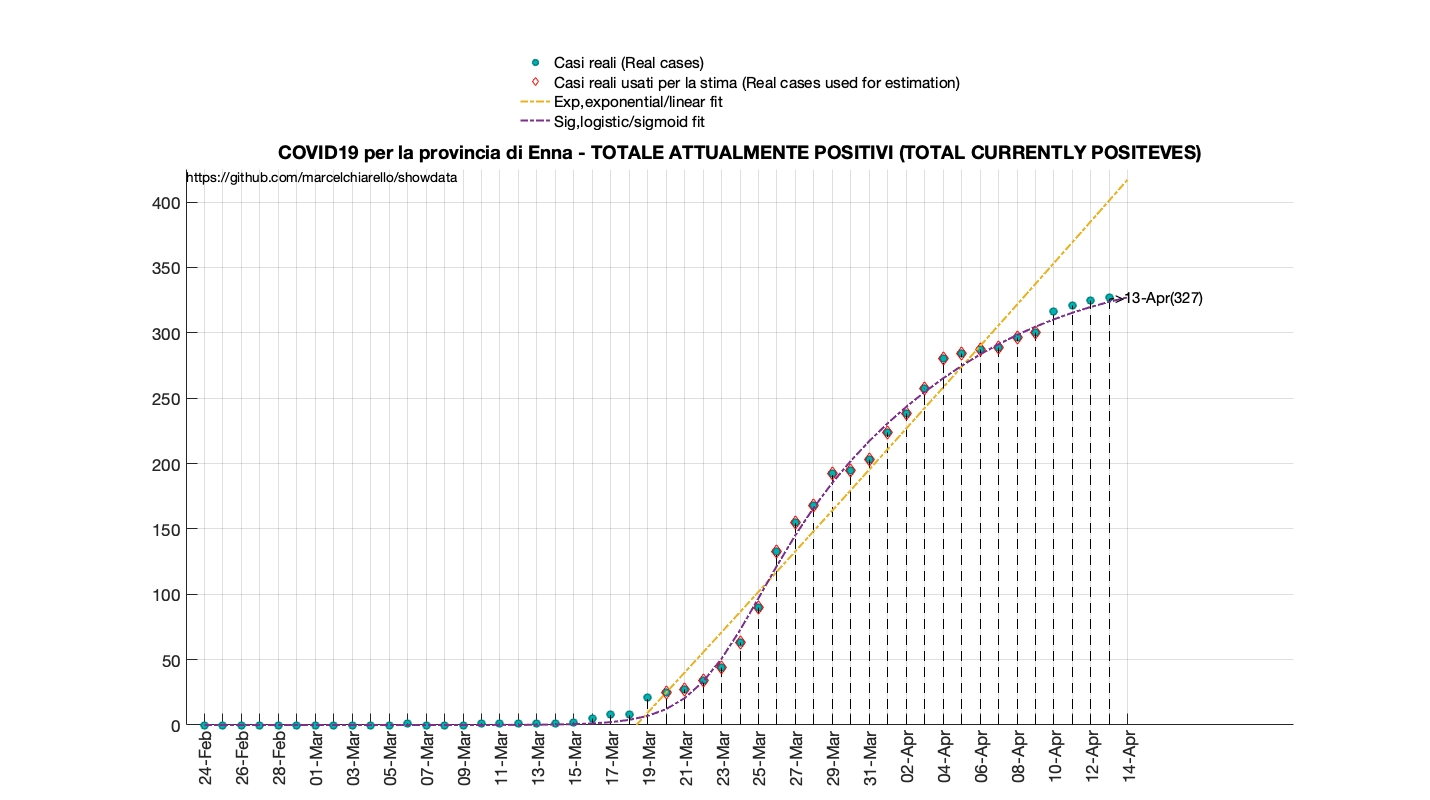 Casi reali (Real cases)
Casi reali usati per la stima (Real cases used for estimation)
Exp,exponential/linear fit
Sig,logistic/sigmoid fit
COVID19 per la provincia di Enna - TOTALE ATTUALMENTE POSITIVI (TOTAL CURRENTLY POSITEVES)
https://github.com/marcelchiarello/showdata
400
350
->13-Apr(327)
300
250
200
150
100
50
0
24-Feb
26-Feb
28-Feb
01-Mar
03-Mar
05-Mar
07-Mar
09-Mar
11-Mar
13-Mar
15-Mar
17-Mar
19-Mar
21-Mar
23-Mar
25-Mar
27-Mar
29-Mar
31-Mar
02-Apr
04-Apr
06-Apr
08-Apr
10-Apr
12-Apr
14-Apr